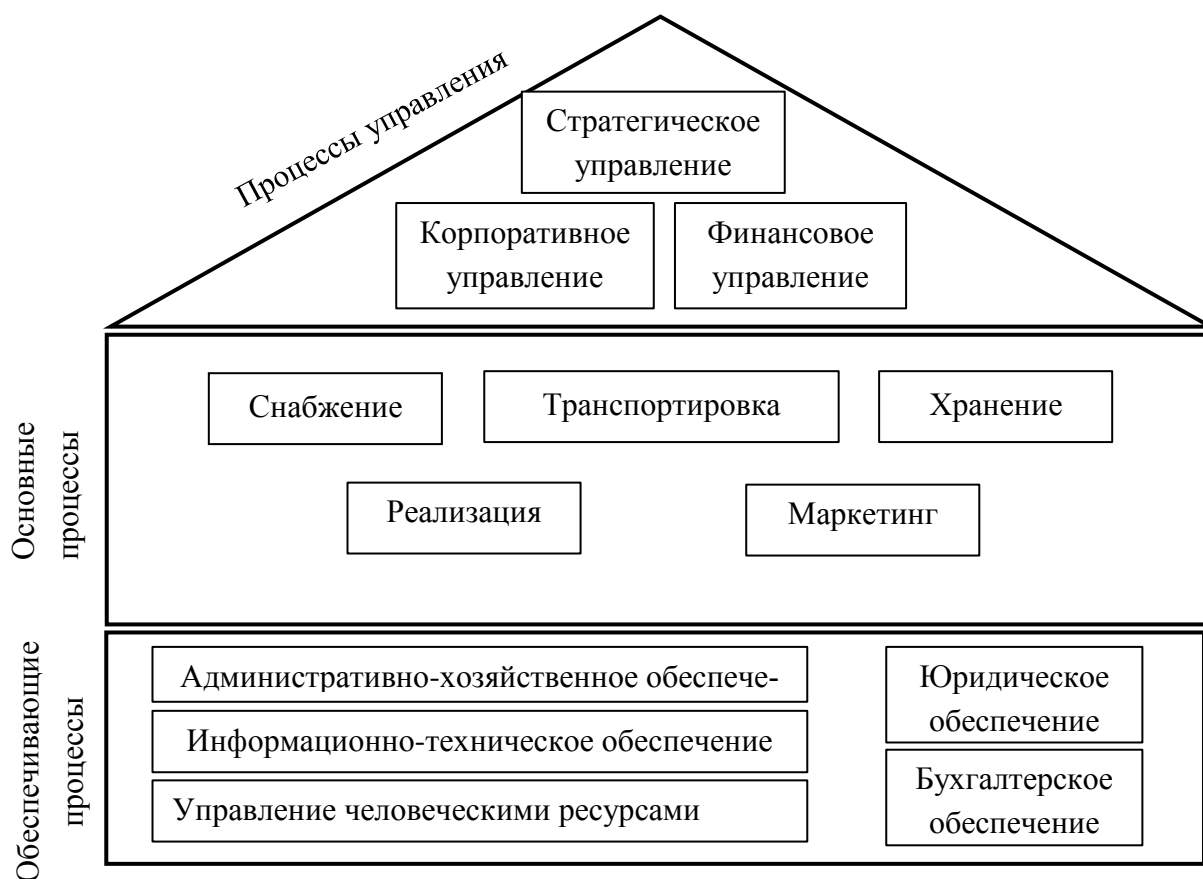 Процессы управления
Стратегическое
управление
Корпоративное
управление
Финансовое
управление
Основные
процессы
Снабжение
Транспортировка
Хранение
Реализация
Маркетинг
Обеспечивающие
процессы
Административно-хозяйственное обеспече-
Информационно-техническое обеспечение
Управление человеческими ресурсами
Юридическое
обеспечение
Бухгалтерское
обеспечение